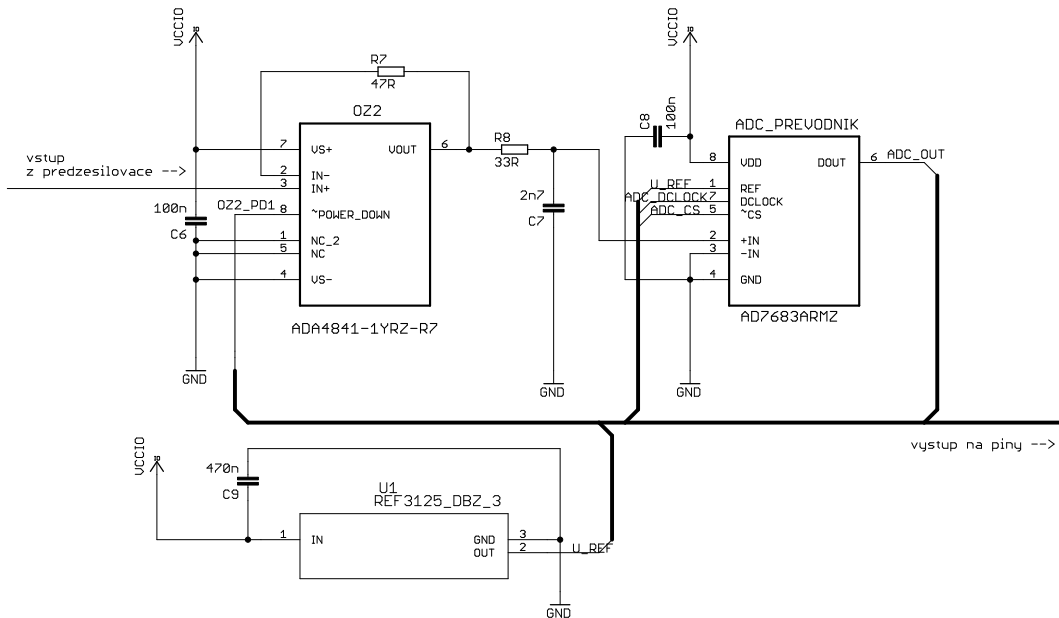 VCCIO
IO
R7
47R
OZ2
7
VS+
VOUT
6
2
IN-
3
IN+
8
~POWER_DOWN
1
NC_2
5
NC
4
VS-
ADA4841-1YRZ-R7
vstup
z predzesilovace -->
100n
C6
OZ2_PD1
GND
R8
33R
2n7
C7
GND
VCCIO
IO
C8
100n
ADC_PREVODNIK
8
VDD
DOUT
6
ADC_OUT
U_REF
1
REF
ADC_DCLOCK
7
DCLOCK
ADC_CS
5
~CS
2
+IN
3
-IN
4
GND
AD7683ARMZ
GND
vystup na piny -->
VCCIO
IO
470n
C9
U1
REF3125_DBZ_3
1
IN
GND
3
OUT
2
U_REF
GND